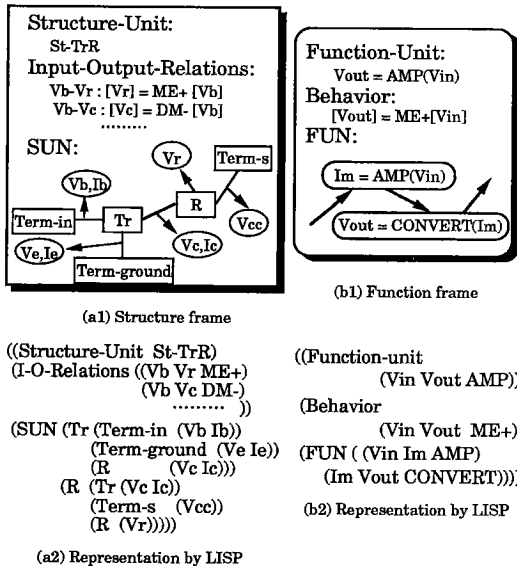 Structure-Unit:
St-TrR
Input-Output-Relations:
Vb-Vr : [Vr] = ME+ [Vb]
Vb-Vc : [Vc] = DM- [Vb]
.........
SUN:
Vr
Term-s
Vb,Ib
R
Term-in
Tr
Vcc
Ve,Ie
Vc,Ic
Term-ground
(a1) Structure frame
Function-Unit:
Vout = AMP(Vin)
Behavior:
[Vout] = ME+[Vin]
FUN:
Im = AMP(Vin)
Vout = CONVERT(Im)
(b1) Function frame
((Structure-Unit St-TrR)
(I-O-Relations ((Vb Vr ME+)
(Vb Vc DM-)
......... ))
(SUN (Tr (Term-in (Vb Ib))
(Term-ground (Ve Ie))
(R (Vc Ic)))
(R (Tr (Vc Ic))
(Term-s (Vcc))
(R (Vr)))))
(a2) Representation by LISP
((Function-unit
(Vin Vout AMP))
(Behavior
(Vin Vout ME+)
(FUN ( (Vin Im AMP)
(Im Vout CONVERT))))
(b2) Representation by LISP